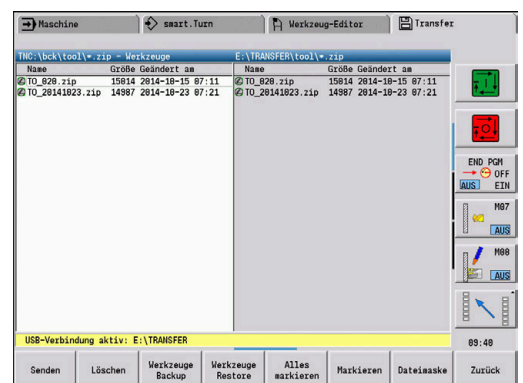 Maschine smart.Turn Werkzeug-Editor Transfer
TNC:\bck\tool\*.zip - Werkzeuge E:\TRANSFER\tool\*.zip
Name Größe Geändert am Name Größe Geändert am
TO_020.zip 15014 2014-10-15 07:11 TO_020.zip 15014 2014-10-15 07:11
TO_20141023.zip 14987 2014-10-23 07:21 TO_20141023.zip 14987 2014-10-23 07:21
END PGM
OFF
AUS EIN
M07
AUS
M08
AUS
USB-Verbindung aktiv: E:\TRANSFER
09:40
Senden Löschen Werkzeuge Backup Werkzeuge Restore Alles markieren Markieren Dateimaske Zurück